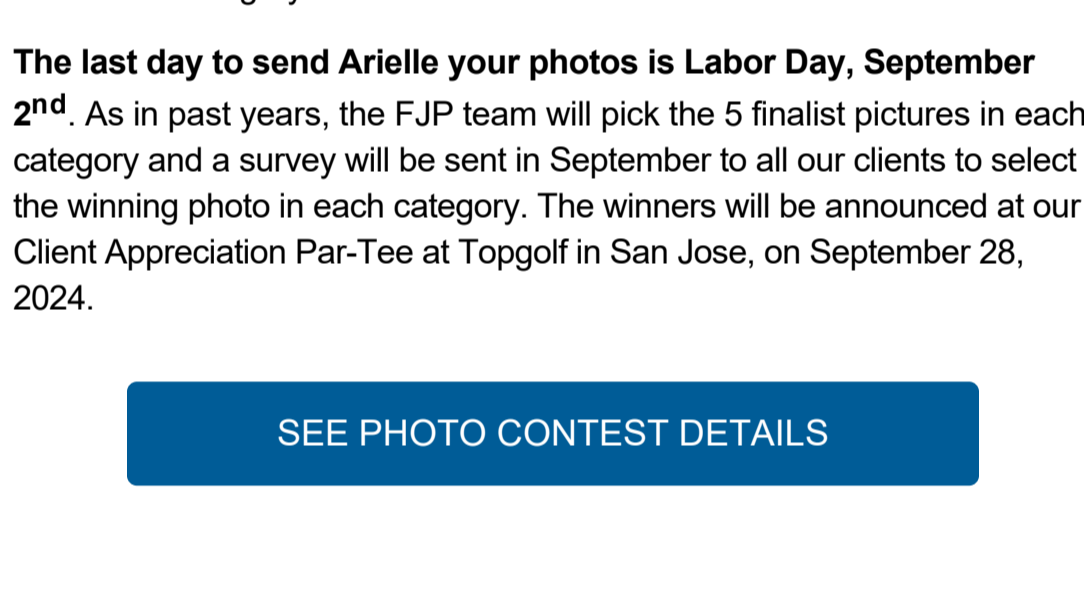 The last day to send Arielle your photos is Labor Day, September
2nd. As in past years, the FJP team will pick the 5 finalist pictures in each
category and a survey will be sent in September to all our clients to select
the winning photo in each category. The winners will be announced at our
Client Appreciation Par-Tee at Topgolf in San Jose, on September 28,
2024.
SEE PHOTO CONTEST DETAILS